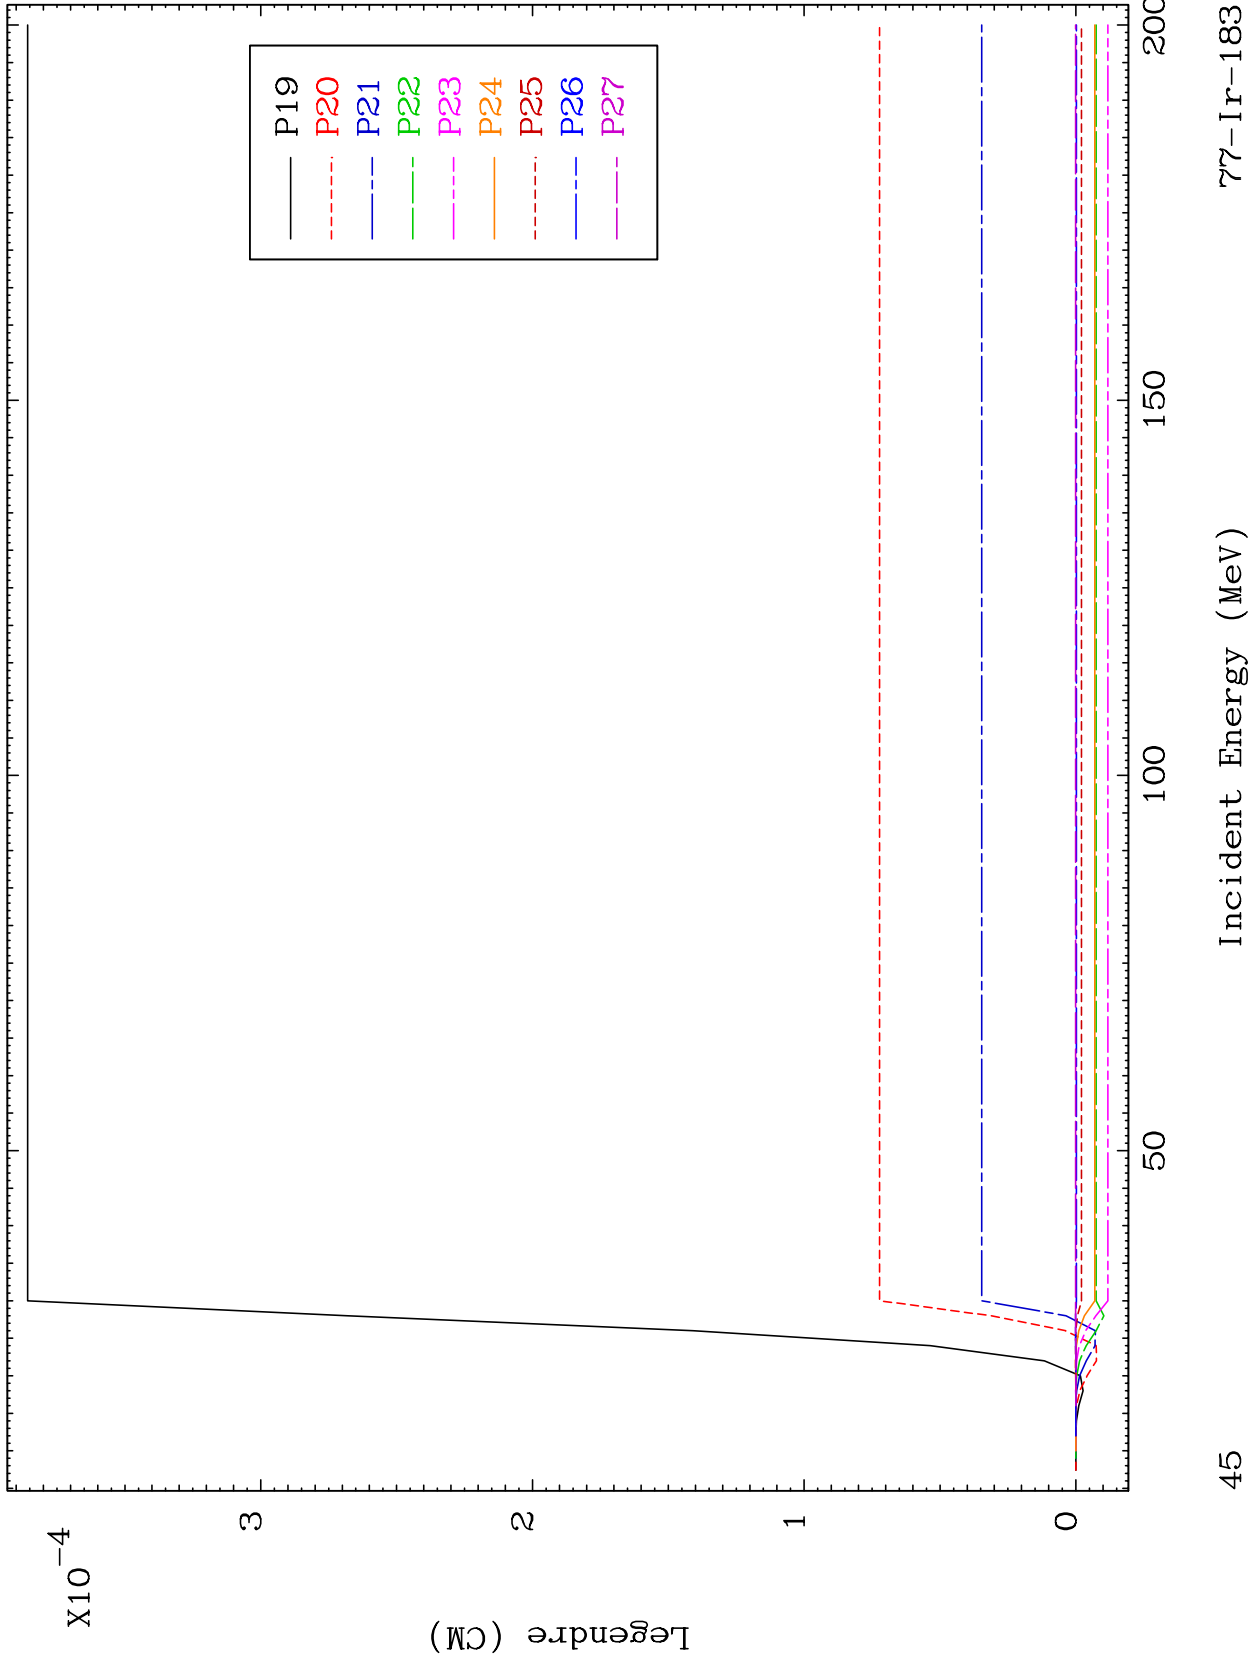 X10-4
Legendre (CM)
3
2
1
0
P19
P20
P21
P22
P23
P24
P25
P26
P27
50
100
150
200
Incident Energy (MeV)
45
77-Ir-183